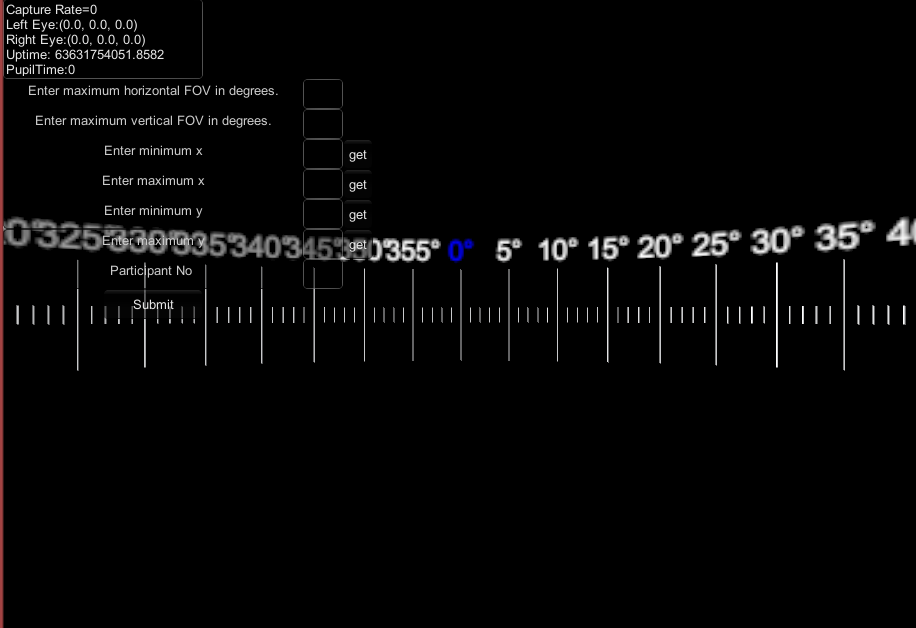 Capture Rate=0
Left Eye:(0.0, 0.0, 0.0)
Right Eye:(0.0, 0.0, 0.0)
Uptime: 63631754051.8582
PupilTime:0
Enter maximum horizontal FOV in degrees.
Enter maximum vertical FOV in degrees.
Enter minimum x get
Enter maximum x get
Enter minimum y get
Enter maximum y get
325° 330° 335° 340° 345° 350° 355° 0° 5° 10° 15° 20° 25° 30° 35°
Participant No
Submit